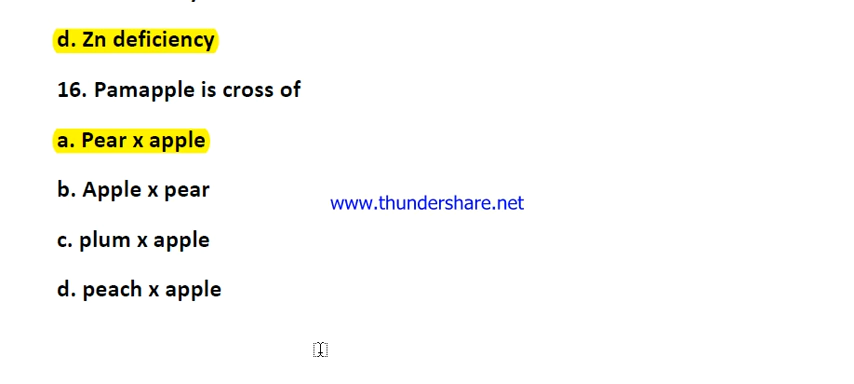 d. Zn deficiency
16. Pamapple is cross of
a. Pear x apple
b. Apple x pear
www.thundershare.net
c. plum x apple
d. peach x apple